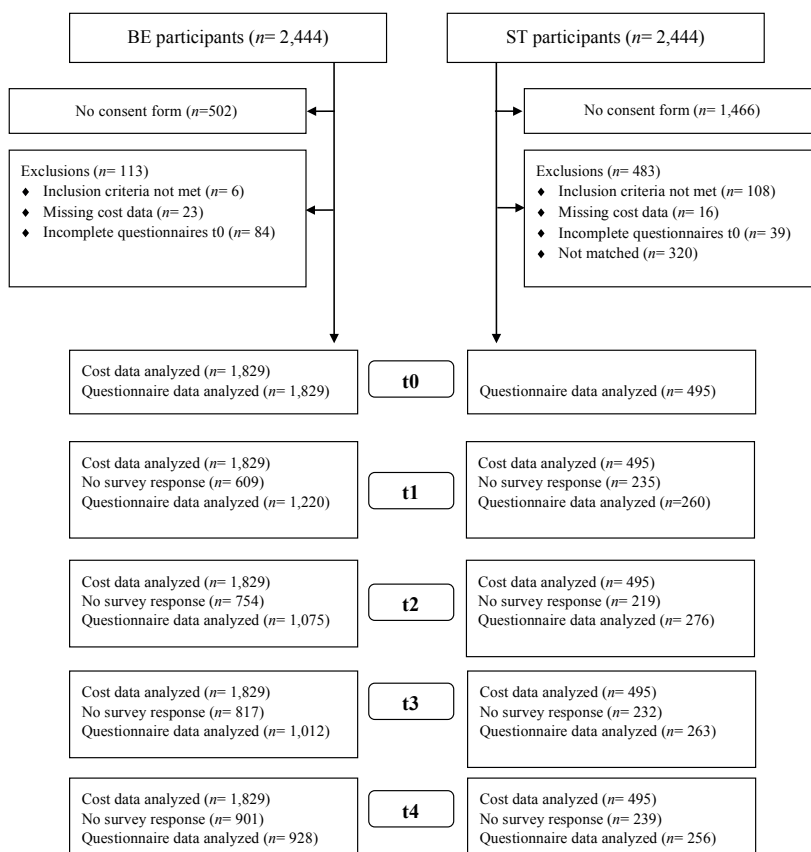 BE participants (n= 2,444)
ST participants (n= 2,444)
No consent form (n=502)
No consent form (n= 1,466)
Exclusions (n= 113)
♦ Inclusion criteria not met (n= 6)
♦ Missing cost data (n= 23)
♦ Incomplete questionnaires t0 (n= 84)
Exclusions (n= 483)
♦ Inclusion criteria not met (n= 108)
♦ Missing cost data (n= 16)
♦ Incomplete questionnaires t0 (n= 39)
♦ Not matched (n= 320)
Cost data analyzed (n= 1,829)
Questionnaire data analyzed (n= 1,829)
t0
Questionnaire data analyzed (n= 495)
Cost data analyzed (n= 1,829)
No survey response (n= 609)
Questionnaire data analyzed (n= 1,220)
t1
Cost data analyzed (n= 495)
No survey response (n= 235)
Questionnaire data analyzed (n=260)
Cost data analyzed (n= 1,829)
No survey response (n= 754)
Questionnaire data analyzed (n= 1,075)
t2
Cost data analyzed (n= 495)
No survey response (n= 219)
Questionnaire data analyzed (n= 276)
Cost data analyzed (n= 1,829)
No survey response (n= 817)
Questionnaire data analyzed (n= 1,012)
t3
Cost data analyzed (n= 495)
No survey response (n= 232)
Questionnaire data analyzed (n= 263)
Cost data analyzed (n= 1,829)
No survey response (n= 901)
Questionnaire data analyzed (n= 928)
t4
Cost data analyzed (n= 495)
No survey response (n= 239)
Questionnaire data analyzed (n= 256)